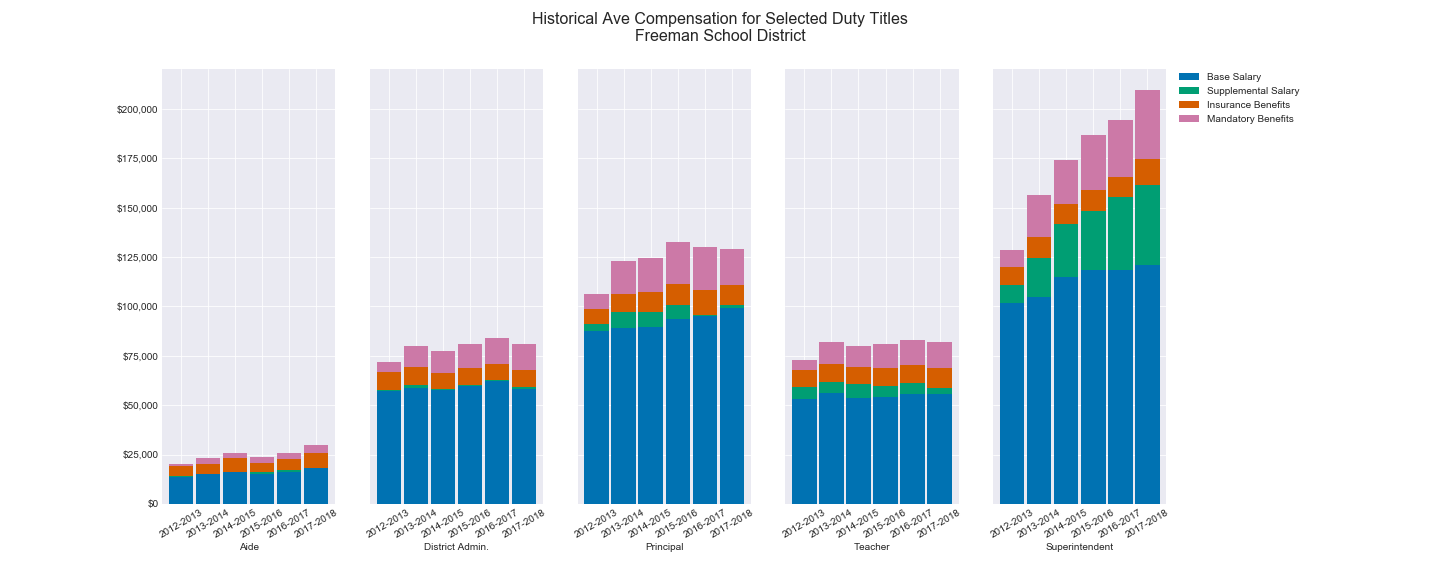 Historical Ave Compensation for Selected Duty Titles
Freeman School District
Base Salary
Supplemental Salary
Insurance Benefits
Mandatory Benefits
$200,000
$175,000
$150,000
$125,000
$100,000
$75,000
$50,000
$25,000
$0
2012-2013 2013-2014 2014-2015 2015-2016 2016-2017 2017-2018
Aide
2012-2013 2013-2014 2014-2015 2015-2016 2016-2017 2017-2018
District Admin.
2012-2013 2013-2014 2014-2015 2015-2016 2016-2017 2017-2018
Principal
2012-2013 2013-2014 2014-2015 2015-2016 2016-2017 2017-2018
Teacher
2012-2013 2013-2014 2014-2015 2015-2016 2016-2017 2017-2018
Superintendent